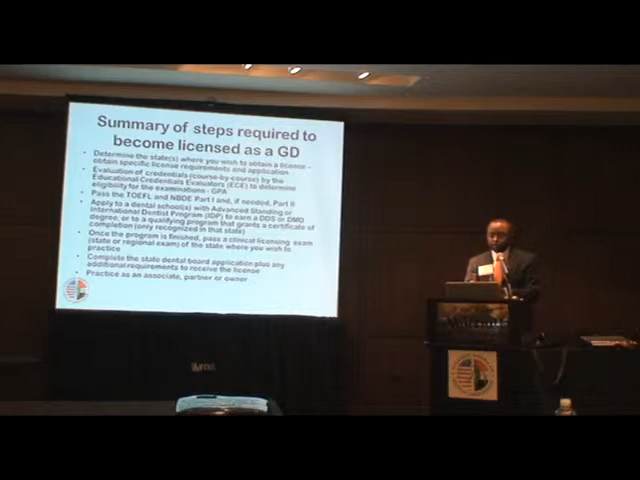 Summary of steps required to
become licensed as a GD
• Determine the state(s) where you wish to obtain a license –
obtain specific license requirements and application
• Evaluation of credentials (course-by-course) by the
Educational Credentials Evaluators (ECE) to determine
eligibility for the examinations - GPA
• Pass the TOEFL and NBDE Part I and, if needed, Part II
• Apply to a dental school(s) with Advanced Standing or
International Dentist Program (IDP) to earn a DDS or DMD
degree, or to a qualifying program that grants a certificate of
completion (only recognized in that state)
• Once the program is finished, pass a clinical licensing exam
(state or regional exam) of the state where you wish to
practice
• Complete the state dental board application plus any
additional requirements to receive the license
• Practice as an associate, partner or owner